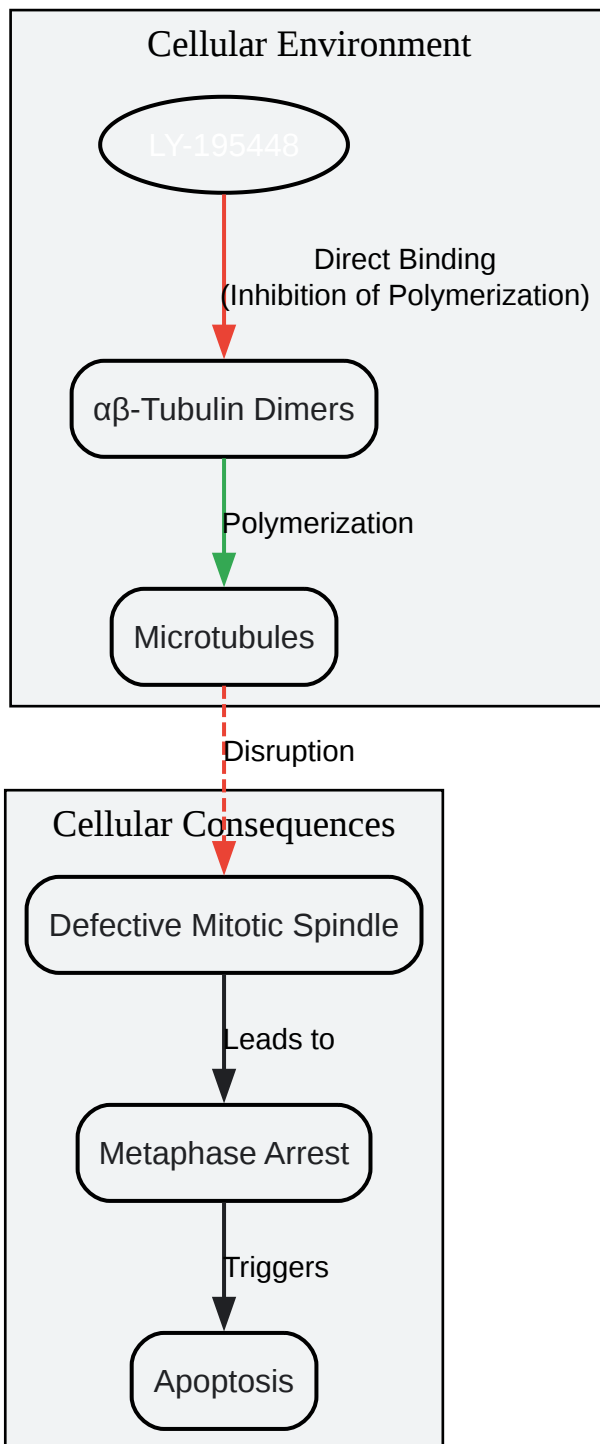 Cellular Environment
LY-195448
Direct Binding
(Inhibition of Polymerization)
αβ-Tubulin Dimers
Polymerization
Microtubules
Disruption
Cellular Consequences
Defective Mitotic Spindle
Leads to
Metaphase Arrest
Triggers
Apoptosis